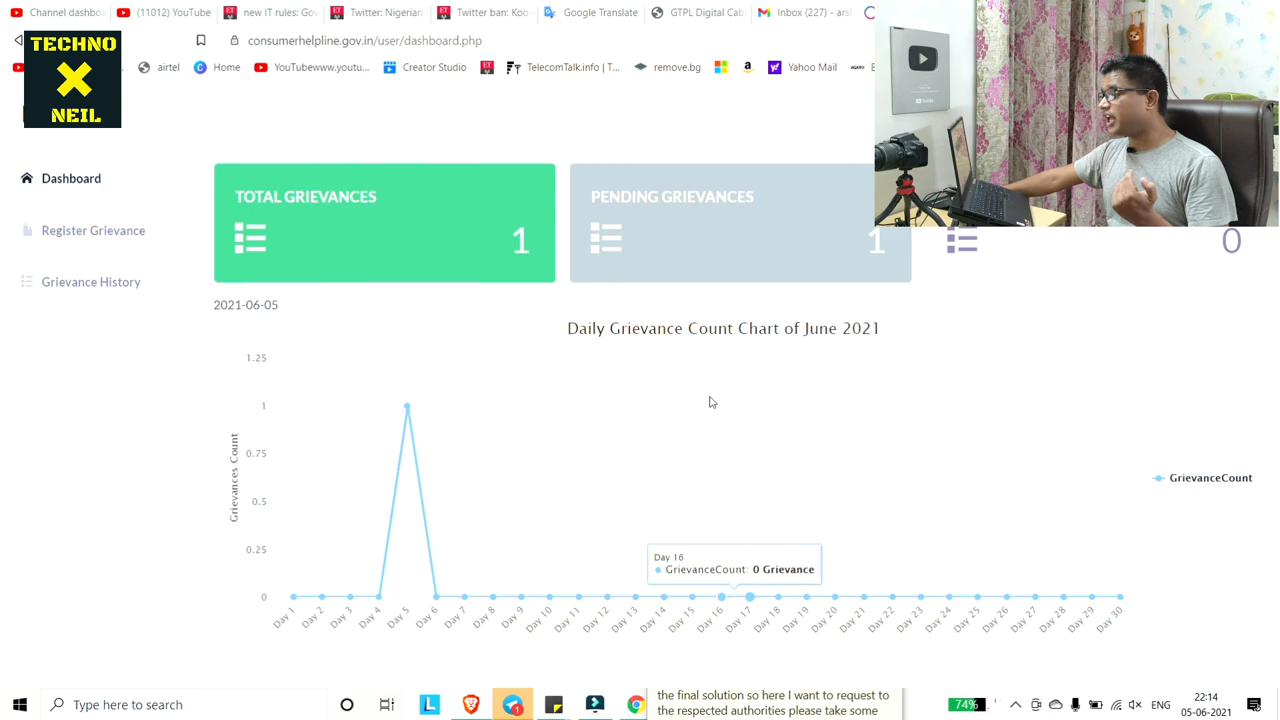 Channel dashboa
(11012) YouTube
new IT rules: Gov
Twitter: Nigerian
Twitter ban: Koo
Google Translate
GTPL Digital Cab
Inbox (227) - ars
consumerhelpline.gov.in/user/dashboard.php
airtel
Home
YouTubewww.youtu...
Creator Studio
TelecomTalk.info | T...
remove.bg
Yahoo Mail
TECHNO
X
NEIL
Dashboard
Register Grievance
Grievance History
TOTAL GRIEVANCES
1
PENDING GRIEVANCES
1
0
2021-06-05
Daily Grievance Count Chart of June 2021
Grievances Count
1.25
1
0.75
0.5
0.25
0
Day 16
GrievanceCount: 0 Grievance
GrievanceCount
Day 1
Day 2
Day 3
Day 4
Day 5
Day 6
Day 7
Day 8
Day 9
Day 10
Day 11
Day 12
Day 13
Day 14
Day 15
Day 16
Day 17
Day 18
Day 19
Day 20
Day 21
Day 22
Day 23
Day 24
Day 25
Day 26
Day 27
Day 28
Day 29
Day 30
Type here to search
the final solution so here I want to request to
the respected authorities please take some
74%
ENG
22:14
05-06-2021